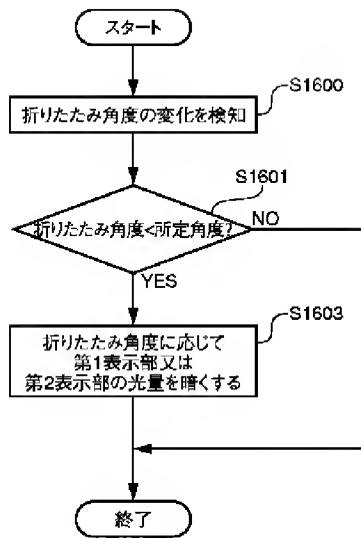 スタート
S1600
折りたたみ角度の変化を検知
S1601
折りたたみ角度<所定角度?
NO
YES
S1603
折りたたみ角度に応じて
第1表示部又は
第2表示部の光量を暗くする
終了